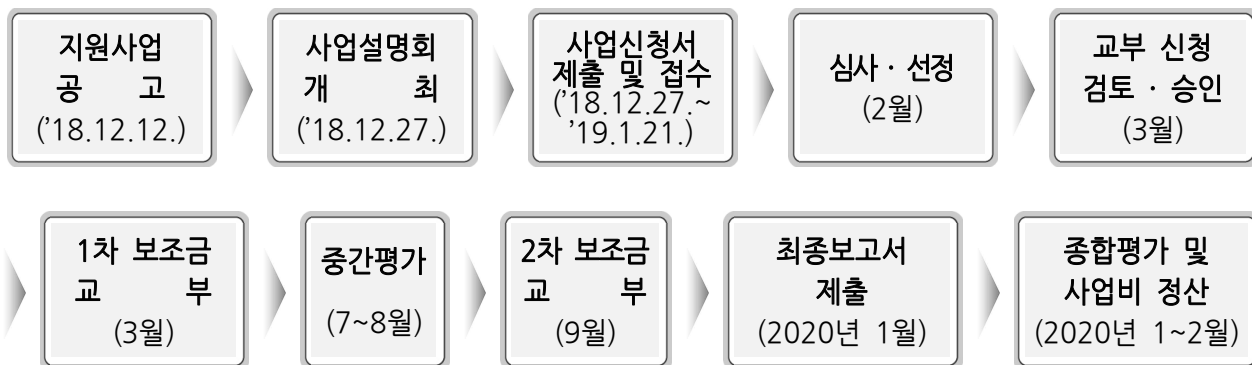 지원사업
공 고
('18.12.12.)
사업설명회
개 최
('18.12.27.)
사업신청서
제출 및 접수
('18.12.27.~
'19.1.21.)
심사 · 선정
(2월)
교부 신청
검토 · 승인
(3월)
1차 보조금
교 부
(3월)
중간평가
(7~8월)
2차 보조금
교 부
(9월)
최종보고서
제출
(2020년 1월)
종합평가 및
사업비 정산
(2020년 1~2월)